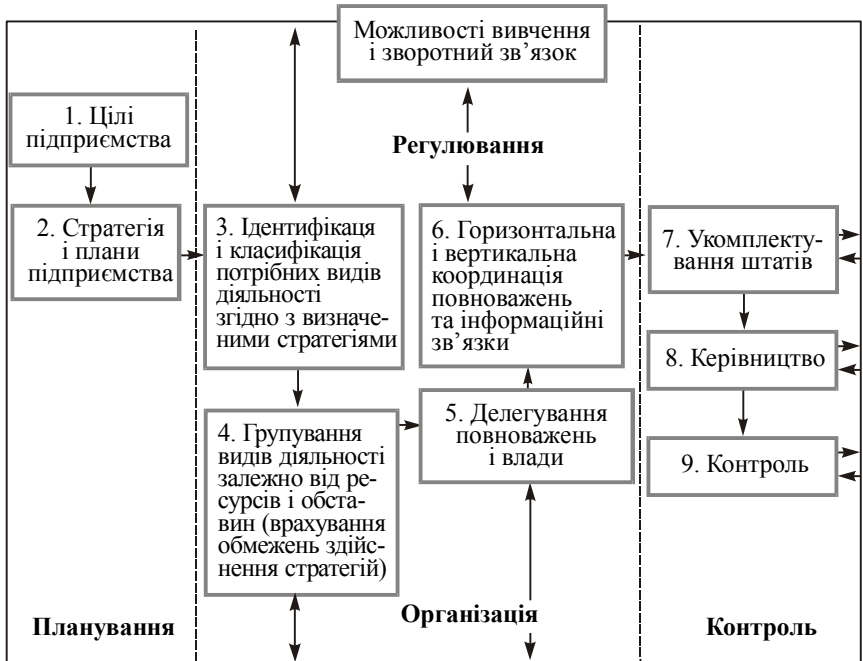 Можливості вивчення
і зворотний зв’язок
1. Цілі
підприємства
Регулювання
2. Стратегія
і плани
підприємства
3. Ідентифікаця
і класифікація
потрібних видів
діяльності
згідно з визначе-
ними стратегіями
6. Горизонтальна
і вертикальна
координація
повноважень
та інформаційні
зв’язки
7. Укомплекту-
вання штатів
8. Керівництво
4. Групування
видів діяльності
залежно від ре-
сурсів і обста-
вин (врахування
обмежень здійс-
нення стратегій)
5. Делегування
повноважень
і влади
9. Контроль
Планування
Організація
Контроль